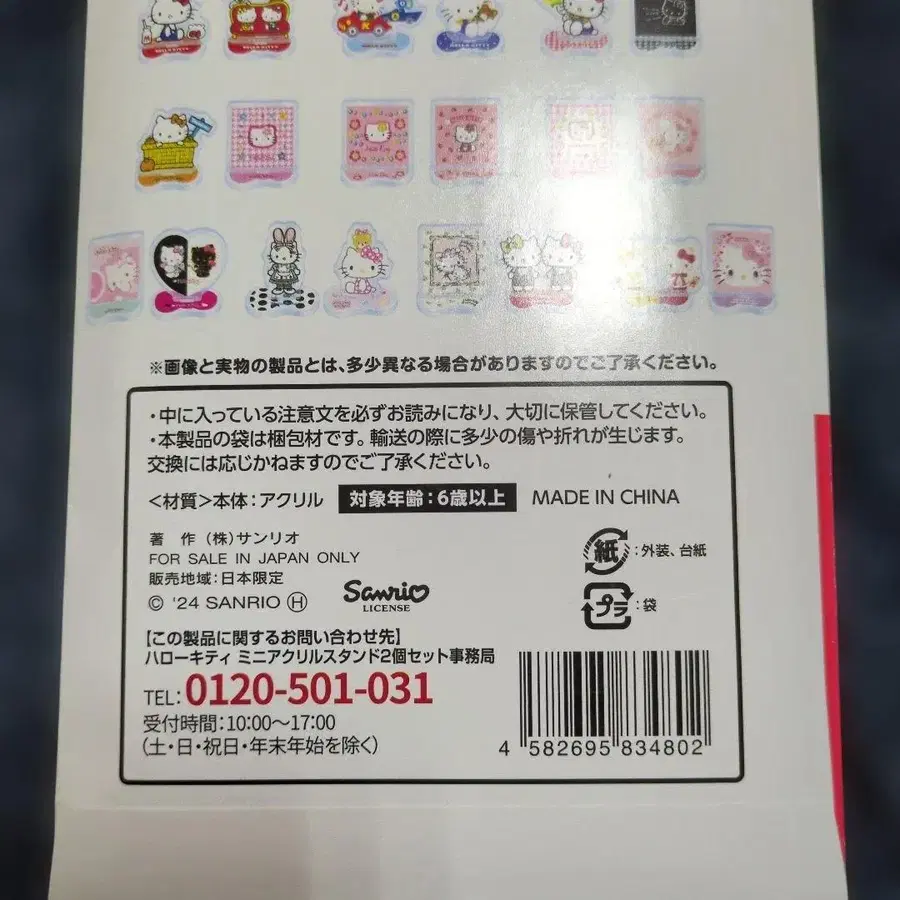 ※画像と実物の製品とは、多少異なる場合がありますのでご了承ください。
・中に入っている注意文を必ずお読みになり、大切に保管してください。
・本製品の袋は梱包材です。輸送の際に多少の傷や折れが生じます。
交換には応じかねますのでご了承ください。
<材質>本体：アクリル 対象年齢：6歳以上 MADE IN CHINA
著 作 (株)サンリオ
FOR SALE IN JAPAN ONLY
販売地域：日本限定
© '24 SANRIO Ⓗ
Sanrio
LICENSE
紙：外装、台紙
プラ：袋
【この製品に関するお問い合わせ先】
ハローキティ ミニアクリルスタンド2個セット事務局
TEL：0120-501-031
受付時間：10:00～17:00
(土・日・祝日・年末年始を除く)
4 582695 834802